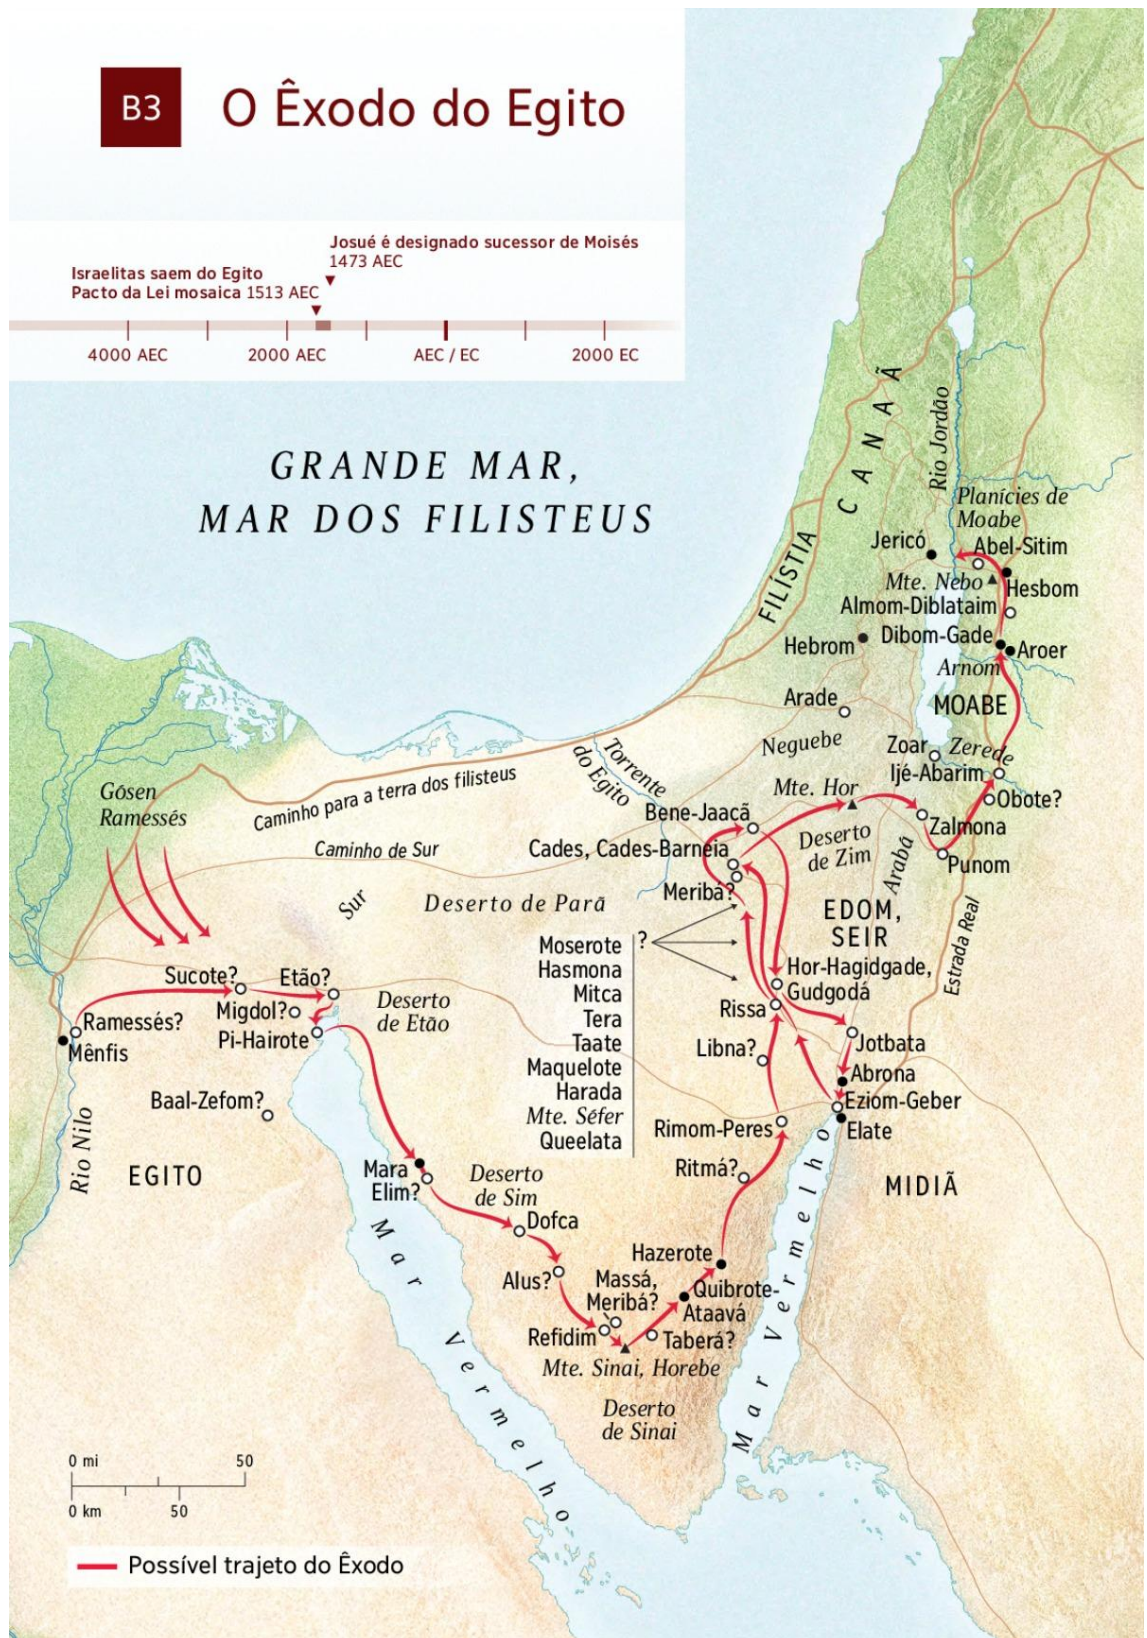 B3
O Êxodo do Egito
Josué é designado sucessor de Moisés
1473 AEC
Israelitas saem do Egito
Pacto da Lei mosaica 1513 AEC
4000 AEC
2000 AEC
AEC / EC
2000 EC
GRANDE MAR,
MAR DOS FILISTEUS
CANAÃ
Rio Jordão
Planícies de
Moabe
Jericó
Abel-Sitim
FILÍSTIA
Mte. Nebo
Hesbom
Almom-Diblataim
Hebrom
Dibom-Gade
Aroer
Arnom
Arade
MOABE
Neguebe
Zoar
Zerede
Ijé-Abarim
Torrente
do Egito
Gósen
Ramessés
Caminho para a terra dos filisteus
Mte. Hor
Obote?
Bene-Jaacã
Zalmona
Caminho de Sur
Cades, Cades-Barneia
Deserto
de Zim
Arabá
Punom
Sur
Deserto de Parã
Meribá?
EDOM,
SEIR
Estrada Real
Moserote
?
Hasmona
Mitca
Tera
Taate
Maquelote
Harada
Mte. Séfer
Queelata
Hor-Hagidgade,
Gudgodá
Sucote?
Etão?
Migdol?
Deserto
de Etão
Rissa
Ramessés?
Pi-Hairote
Mênfis
Libna?
Jotbata
Abrona
Baal-Zefom?
Eziom-Geber
Rimom-Peres
Elate
Rio Nilo
EGITO
Mara
Elim?
Deserto
de Sim
Ritmá?
MIDIÃ
Dofca
Hazerote
Alus?
Massá,
Meribá?
Quibrote-
Ataavá
Refidim
Taberá?
Mte. Sinai, Horebe
Deserto
de Sinai
Mar Vermelho
Mar Vermelho
0 mi
50
0 km
50
Possível trajeto do Êxodo